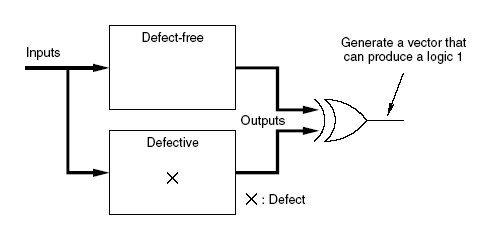 Defect-free
Inputs
Generate a vector that
can produce a logic 1
Outputs
Defective
: Defect